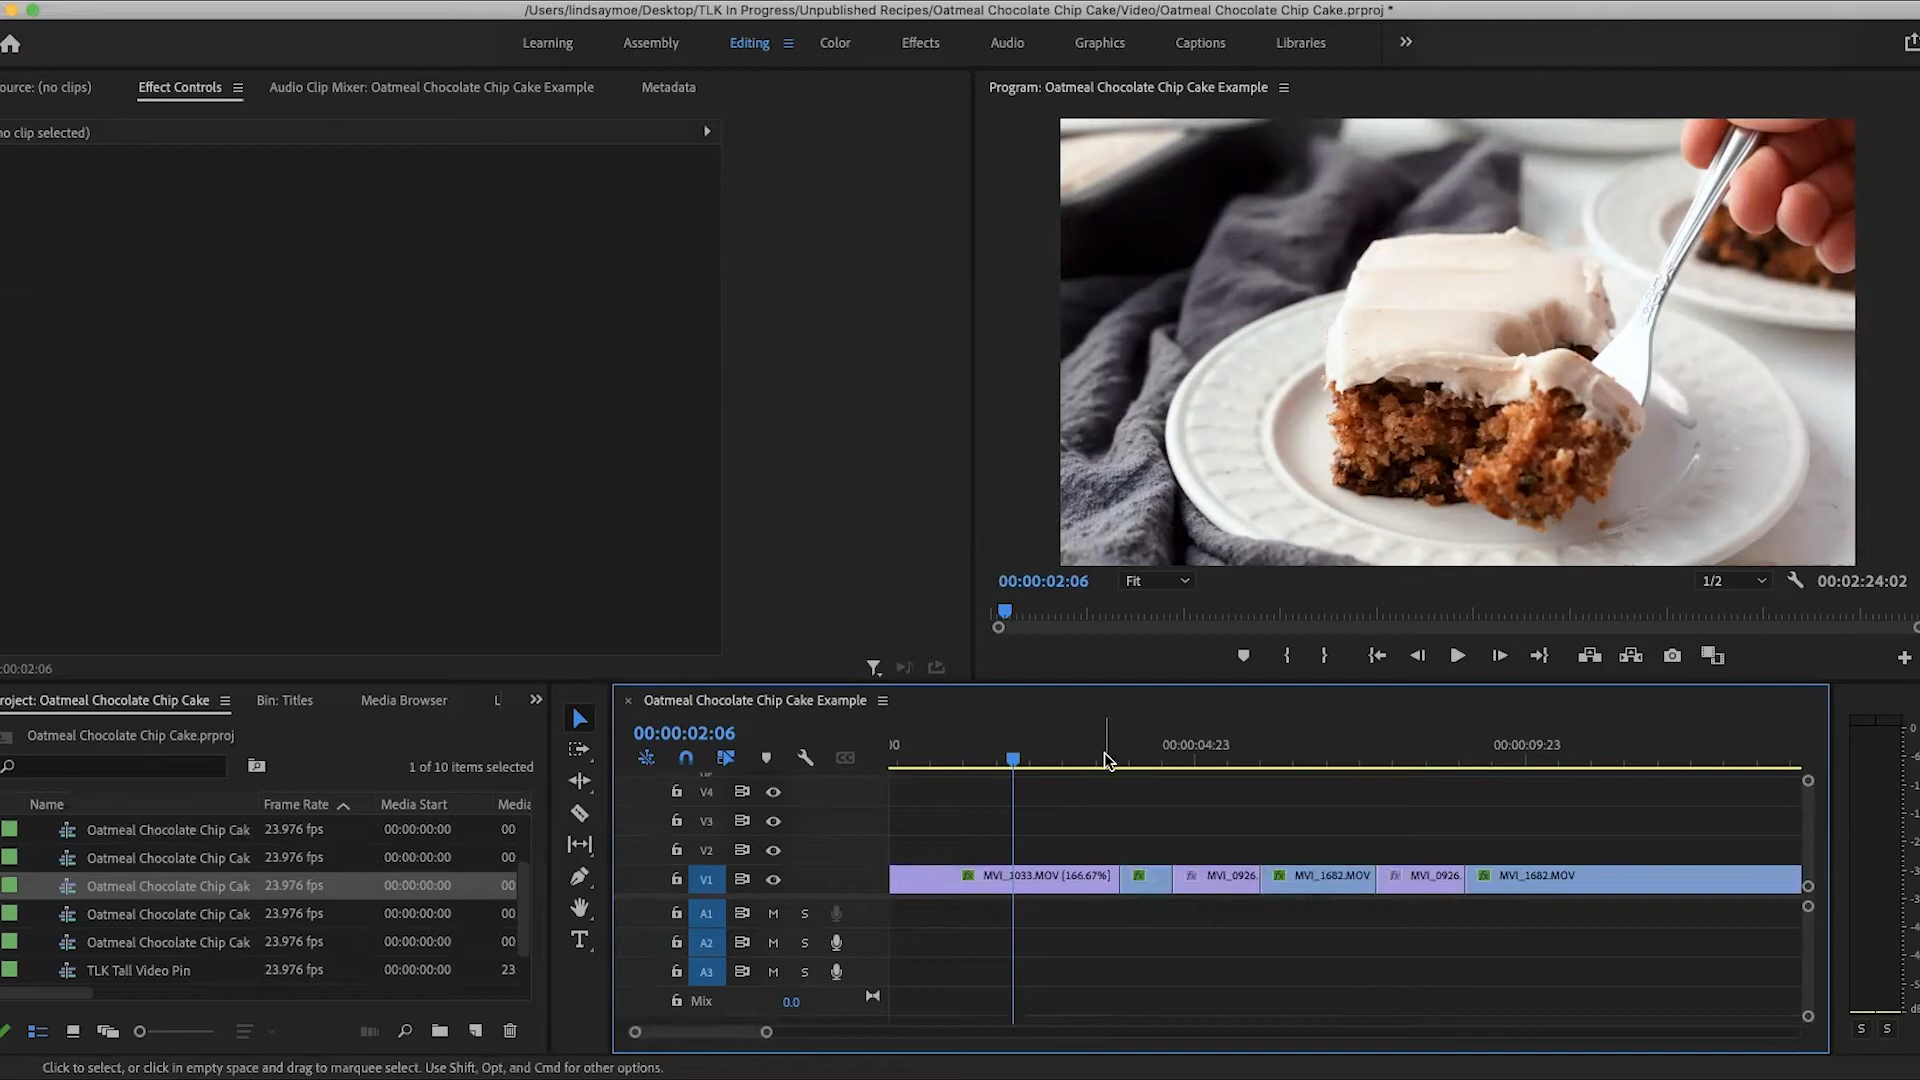 /Users/lindsaymoe/Desktop/TLK In Progress/Unpublished Recipes/Oatmeal Chocolate Chip Cake/Video/Oatmeal Chocolate Chip Cake.prproj *
Learning Assembly Editing Color Effects Audio Graphics Captions Libraries
ource: (no clips) Effect Controls Audio Clip Mixer: Oatmeal Chocolate Chip Cake Example Metadata
Program: Oatmeal Chocolate Chip Cake Example
no clip selected)
00:00:02:06 Fit 1/2 00:02:24:02
:00:02:06
roject: Oatmeal Chocolate Chip Cake Bin: Titles Media Browser L
Oatmeal Chocolate Chip Cake.prproj
1 of 10 items selected
Name Frame Rate Media Start Media
Oatmeal Chocolate Chip Cak 23.976 fps 00:00:00:00 00
Oatmeal Chocolate Chip Cak 23.976 fps 00:00:00:00 00
Oatmeal Chocolate Chip Cak 23.976 fps 00:00:00:00 00
Oatmeal Chocolate Chip Cak 23.976 fps 00:00:00:00 00
Oatmeal Chocolate Chip Cak 23.976 fps 00:00:00:00 00
TLK Tall Video Pin 23.976 fps 00:00:00:00 23
Oatmeal Chocolate Chip Cake Example
00:00:02:06
00 00:00:04:23 00:00:09:23
V4
V3
V2
V1 MVI_1033.MOV [166.67%] MVI_0926. MVI_1682.MOV MVI_0926. MVI_1682.MOV
A1 M S
A2 M S
A3 M S
Mix 0.0
S S
Click to select, or click in empty space and drag to marquee select. Use Shift, Opt, and Cmd for other options.